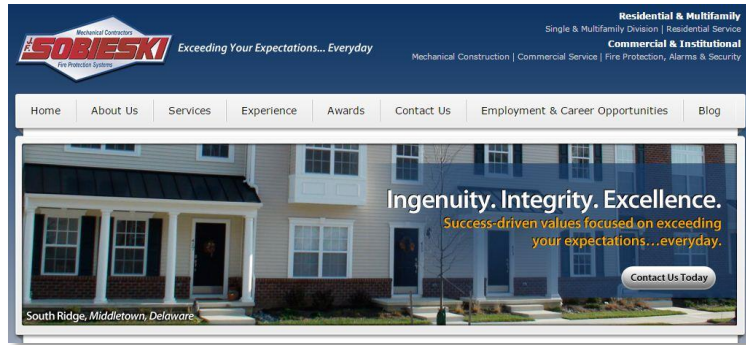 Mechanical Contractors
J.F. SOBIESKI
Fire Protection Systems
Exceeding Your Expectations... Everyday
Residential & Multifamily
Single & Multifamily Division | Residential Service
Commercial & Institutional
Mechanical Construction | Commercial Service | Fire Protection, Alarms & Security
Home About Us Services Experience Awards Contact Us Employment & Career Opportunities Blog
Ingenuity. Integrity. Excellence.
Success-driven values focused on exceeding
your expectations...everyday.
Contact Us Today
South Ridge, Middletown, Delaware